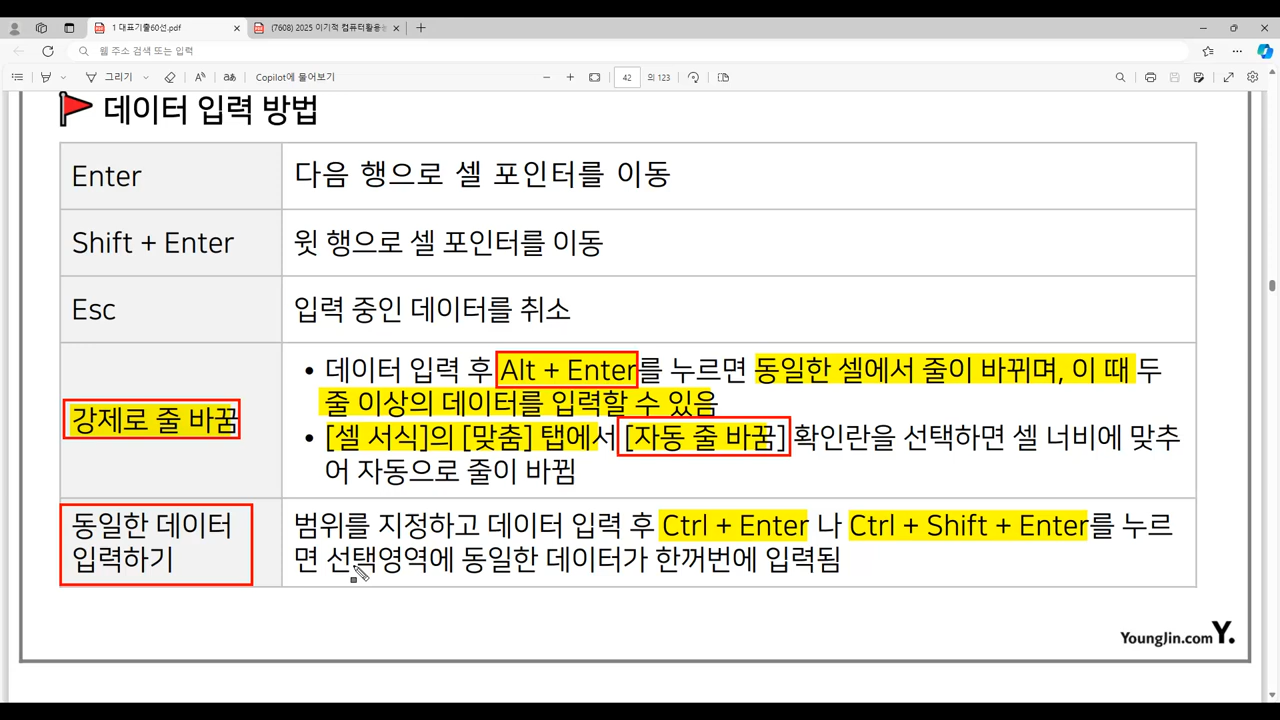 1 대표기출60선.pdf
(7608) 2025 이기적 컴퓨터활용능
웹 주소 검색 또는 입력
그리기
Copilot에 물어보기
42 의 123
데이터 입력 방법
Enter 다음 행으로 셀 포인터를 이동
Shift + Enter 윗 행으로 셀 포인터를 이동
Esc 입력 중인 데이터를 취소
강제로 줄 바꿈
• 데이터 입력 후 Alt + Enter를 누르면 동일한 셀에서 줄이 바뀌며, 이 때 두
줄 이상의 데이터를 입력할 수 있음
• [셀 서식]의 [맞춤] 탭에서 [자동 줄 바꿈] 확인란을 선택하면 셀 너비에 맞추
어 자동으로 줄이 바뀜
동일한 데이터
입력하기
범위를 지정하고 데이터 입력 후 Ctrl + Enter 나 Ctrl + Shift + Enter를 누르
면 선택영역에 동일한 데이터가 한꺼번에 입력됨
YoungJin.com Y.